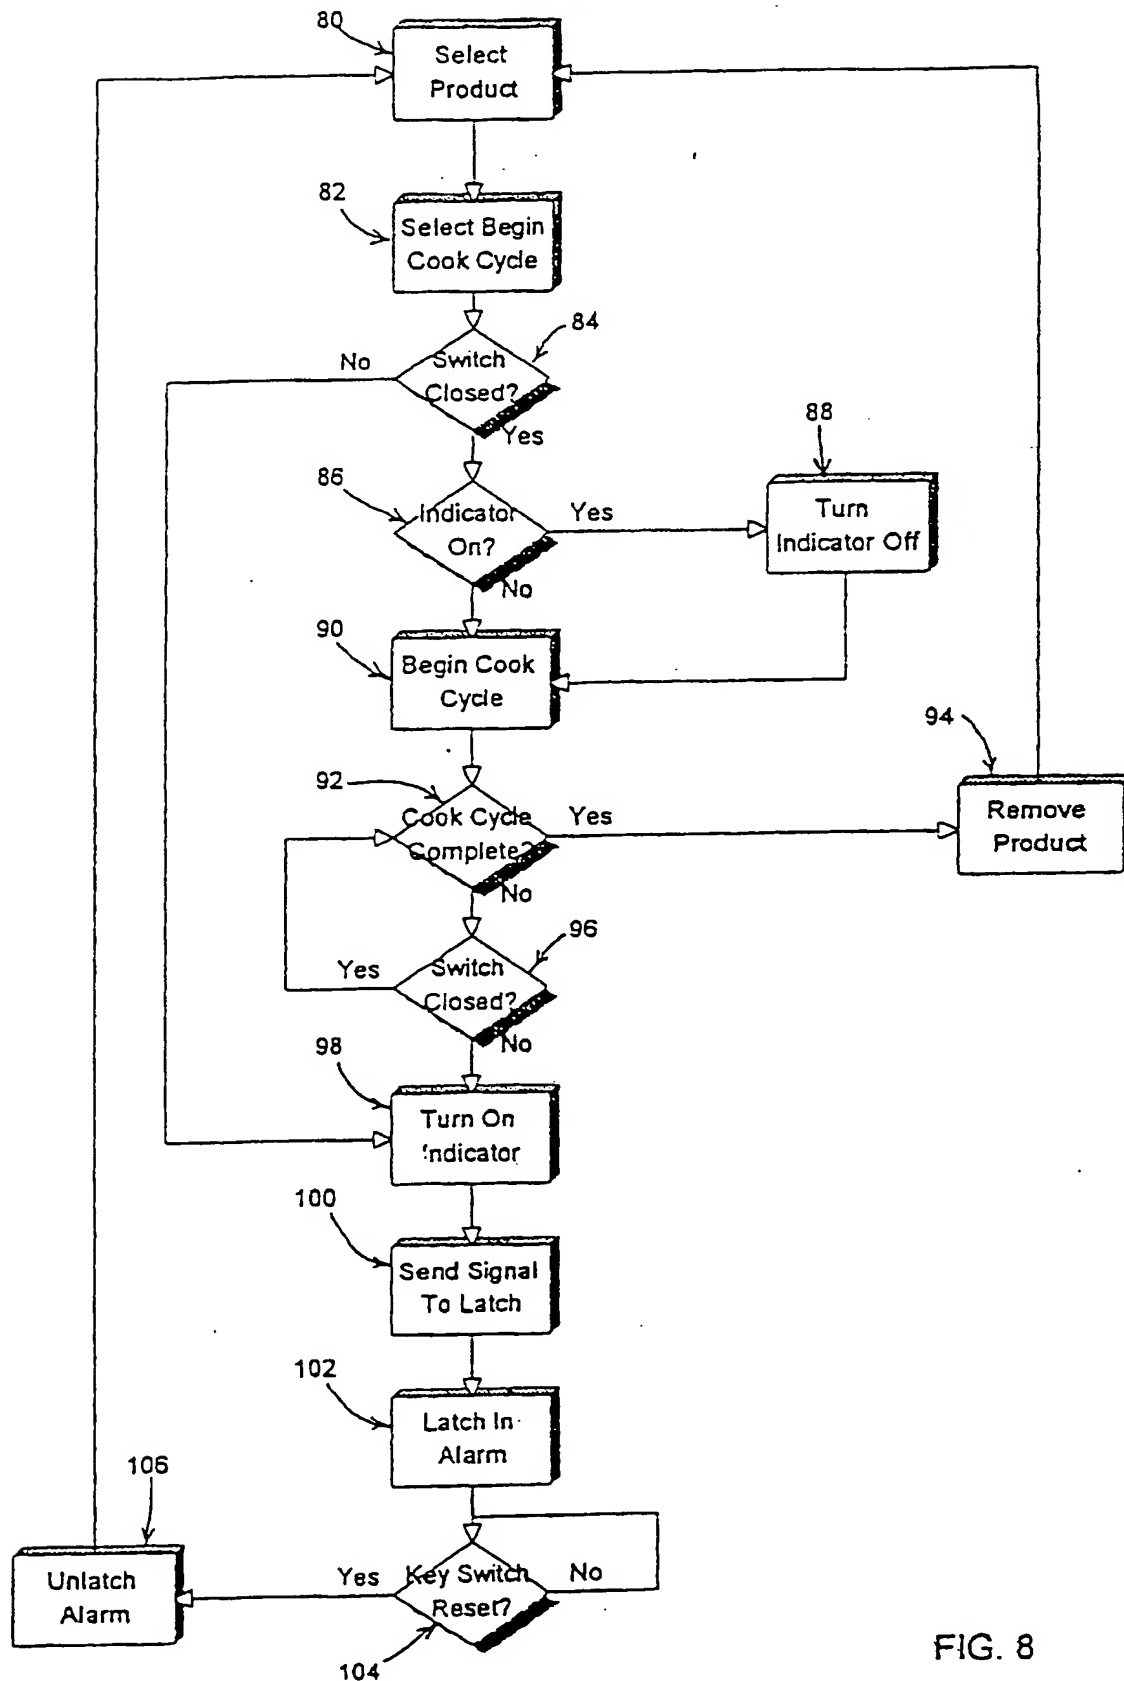 80
Select
Product
82
Select Begin
Cook Cycle
84
No
Switch
Closed?
Yes
88
86
Indicator
On?
Yes
Turn
Indicator Off
No
90
Begin Cook
Cycle
94
92
Cook Cycle
Complete?
Yes
Remove
Product
No
96
Yes
Switch
Closed?
No
98
Turn On
Indicator
100
Send Signal
To Latch
102
Latch In
Alarm
106
Unlatch
Alarm
Yes
Key Switch
Reset?
No
104
FIG. 8